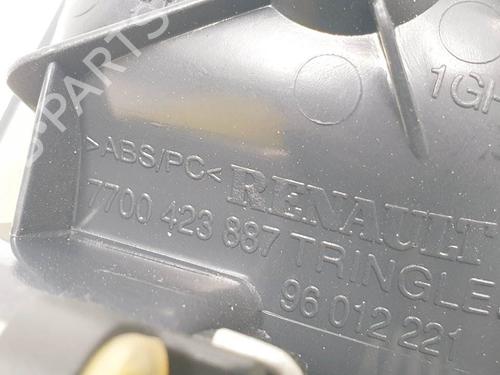 1GH
>ABS/PC< RENAULT
7700 423 887 TRINGLE.
96 012 221
PARTS